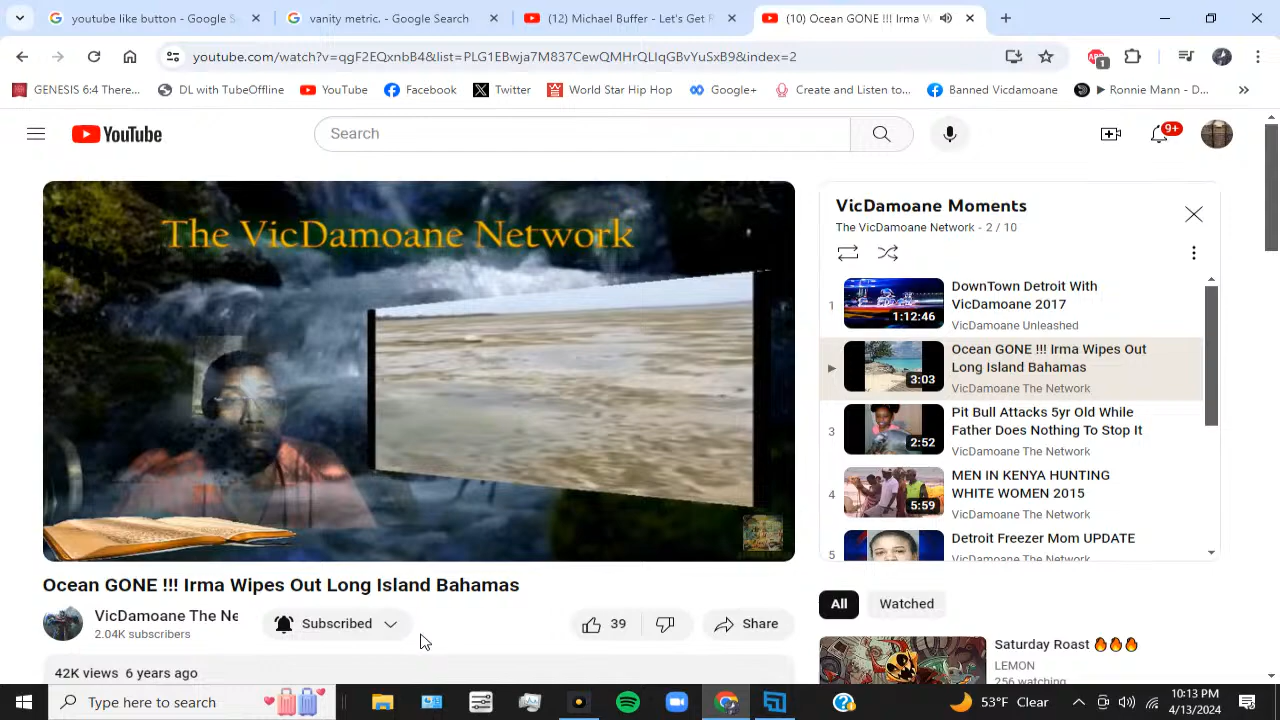 youtube like button - Google S
vanity metric. - Google Search
(12) Michael Buffer - Let's Get R
(10) Ocean GONE !!! Irma W
youtube.com/watch?v=qgF2EQxnbB4&list=PLG1EBwja7M837CewQMHrQLIqGBvYuSxB9&index=2
1
GENESIS 6:4 There...
DL with TubeOffline
YouTube
Facebook
Twitter
World Star Hip Hop
Google+
Create and Listen to...
Banned Vicdamoane
► Ronnie Mann - D...
YouTube
Search
9+
The VicDamoane Network
VicDamoane Moments
The VicDamoane Network - 2 / 10
1
1:12:46
DownTown Detroit With
VicDamoane 2017
VicDamoane Unleashed
3:03
Ocean GONE !!! Irma Wipes Out
Long Island Bahamas
VicDamoane The Network
3
2:52
Pit Bull Attacks 5yr Old While
Father Does Nothing To Stop It
VicDamoane The Network
4
5:59
MEN IN KENYA HUNTING
WHITE WOMEN 2015
VicDamoane The Network
5
Detroit Freezer Mom UPDATE
VicDamoane The Network
Ocean GONE !!! Irma Wipes Out Long Island Bahamas
VicDamoane The Ne
2.04K subscribers
Subscribed
39
Share
42K views 6 years ago
All
Watched
Saturday Roast 🔥🔥🔥
LEMON
256 watching
Type here to search
53°F Clear
10:13 PM
4/13/2024